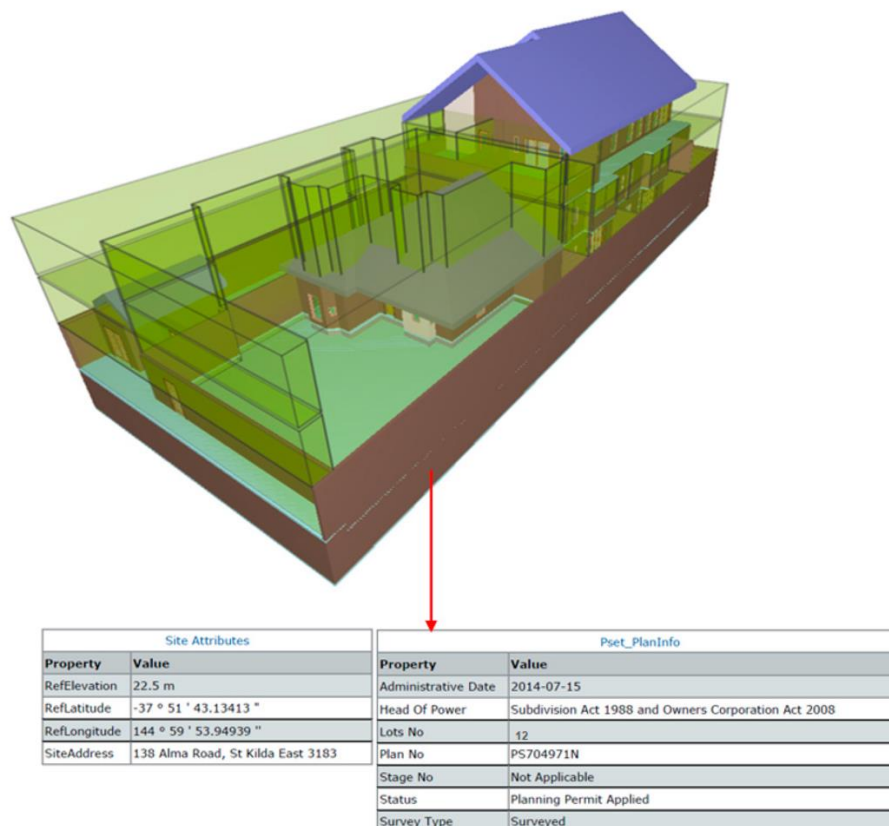 Site Attributes
Property Value
RefElevation 22.5 m
RefLatitude -37 ° 51 ' 43.13413 "
RefLongitude 144 ° 59 ' 53.94939 "
SiteAddress 138 Alma Road, St Kilda East 3183
Pset_PlanInfo
Property Value
Administrative Date 2014-07-15
Head Of Power Subdivision Act 1988 and Owners Corporation Act 2008
Lots No 12
Plan No PS704971N
Stage No Not Applicable
Status Planning Permit Applied
Survey Type Surveyed